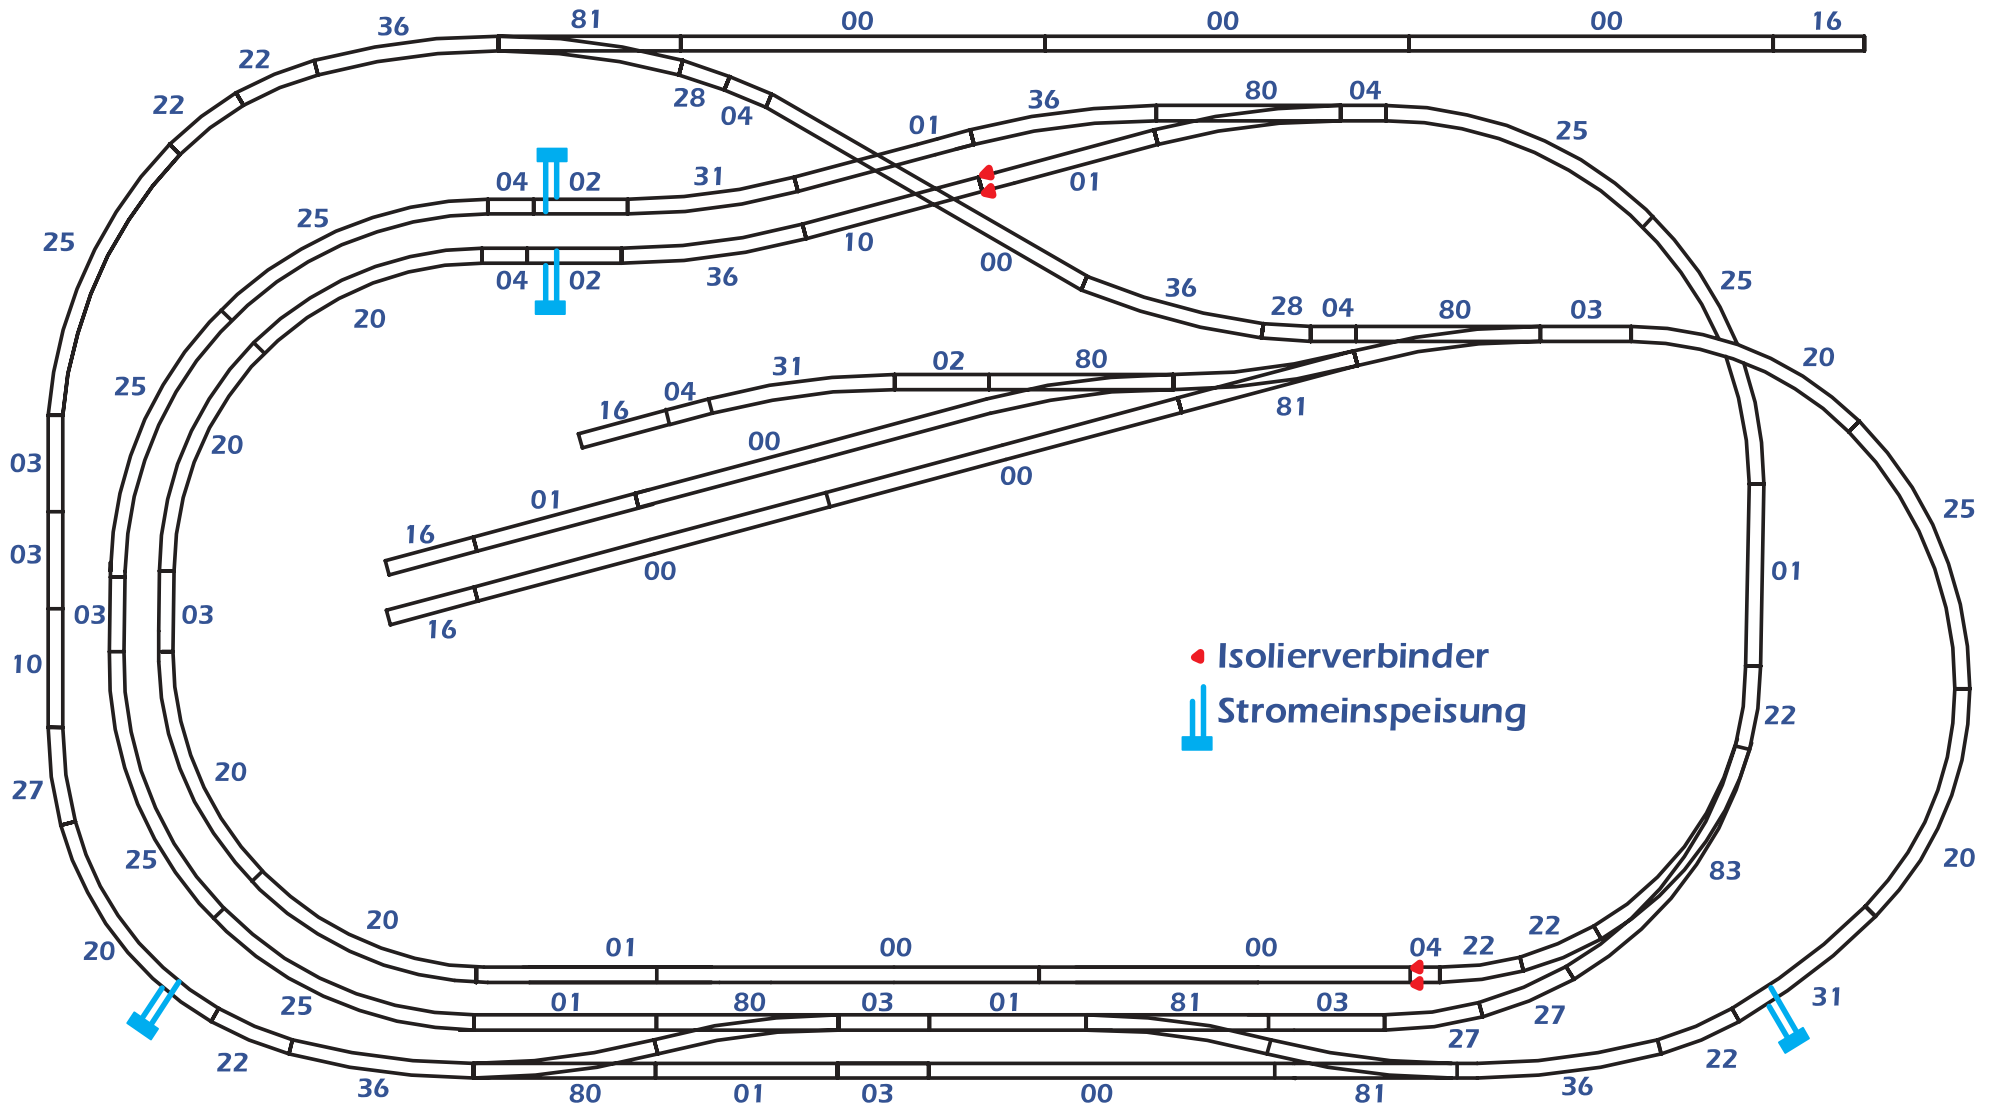 36 81 00 00 00 16
22
22 28 04 36 80 04
01 25
04 02 31 01
25 25
04 02 36 10 00
20 36 25
28 04 80 03
31 02 80 20
25 04
16 81
20 00
03 00
01 25
16
03 00 01
03 03
16
10 Isolierverbinder
Stromeinspeisung 22
20
27
25 83 20
20 01 00 00 04 22 22
20
25 01 80 03 01 81 03 27 31
27
22 22
36 80 01 03 00 81 36